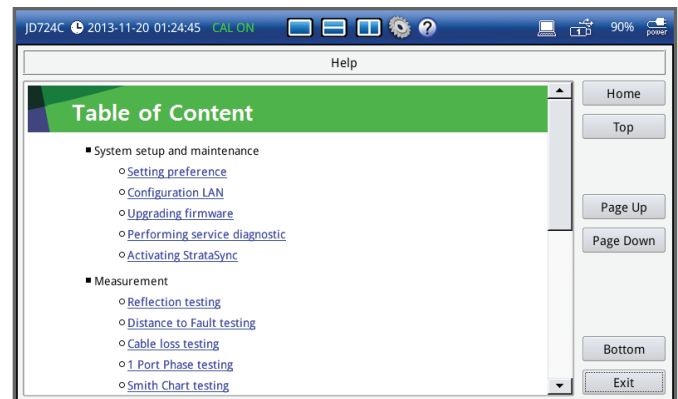 JD724C 2013-11-20 01:24:45 CAL ON ? 1 90% power
Help
Table of Content
Home
Top
System setup and maintenance
Setting preference
Configuration LAN
Upgrading firmware
Performing service diagnostic
Activating StrataSync
Page Up
Page Down
Measurement
Reflection testing
Distance to Fault testing
Cable loss testing
1 Port Phase testing
Smith Chart testing
Bottom
Exit